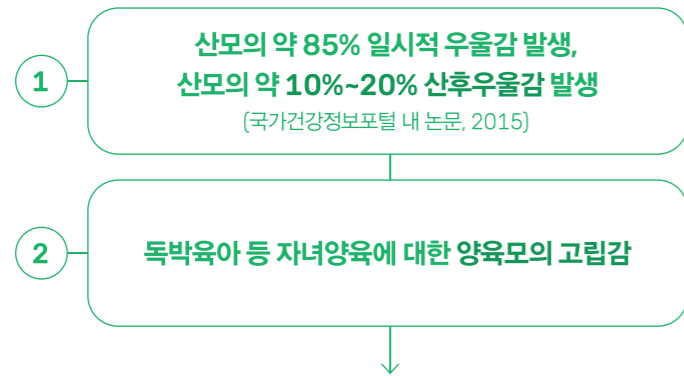 1
산모의 약 85% 일시적 우울감 발생,
산모의 약 10%~20% 산후우울감 발생
(국가건강정보포털 내 논문, 2015)
2
독박육아 등 자녀양육에 대한 양육모의 고립감